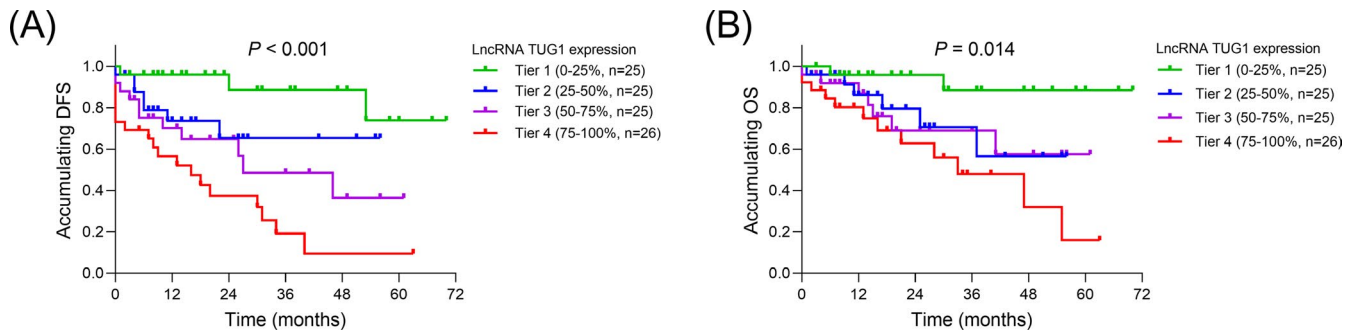 (A)
P < 0.001
Accumulating DFS
1.0
0.8
0.6
0.4
0.2
0.0
0 12 24 36 48 60 72
Time (months)
LncRNA TUG1 expression
Tier 1 (0-25%, n=25)
Tier 2 (25-50%, n=25)
Tier 3 (50-75%, n=25)
Tier 4 (75-100%, n=26)
(B)
P = 0.014
Accumulating OS
1.0
0.8
0.6
0.4
0.2
0.0
0 12 24 36 48 60 72
Time (months)
LncRNA TUG1 expression
Tier 1 (0-25%, n=25)
Tier 2 (25-50%, n=25)
Tier 3 (50-75%, n=25)
Tier 4 (75-100%, n=26)